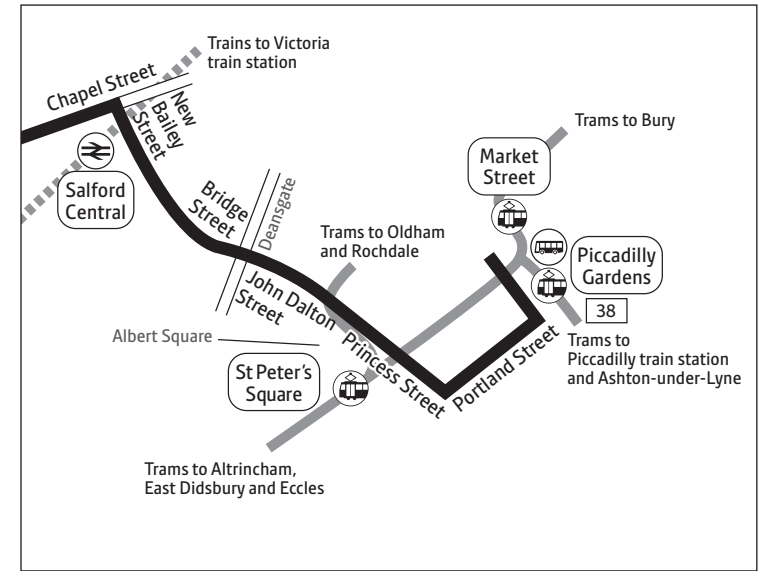 Trains to Victoria
train station
Chapel Street
New
Bailey
Street
Salford
Central
Trams to Bury
Market
Street
Bridge
Street
Deansgate
Trams to Oldham
and Rochdale
Piccadilly
Gardens
38
John Dalton
Street
Albert Square
Princess Street
Portland Street
Trams to
Piccadilly train station
and Ashton-under-Lyne
St Peter's
Square
Trams to Altrincham,
East Didsbury and Eccles